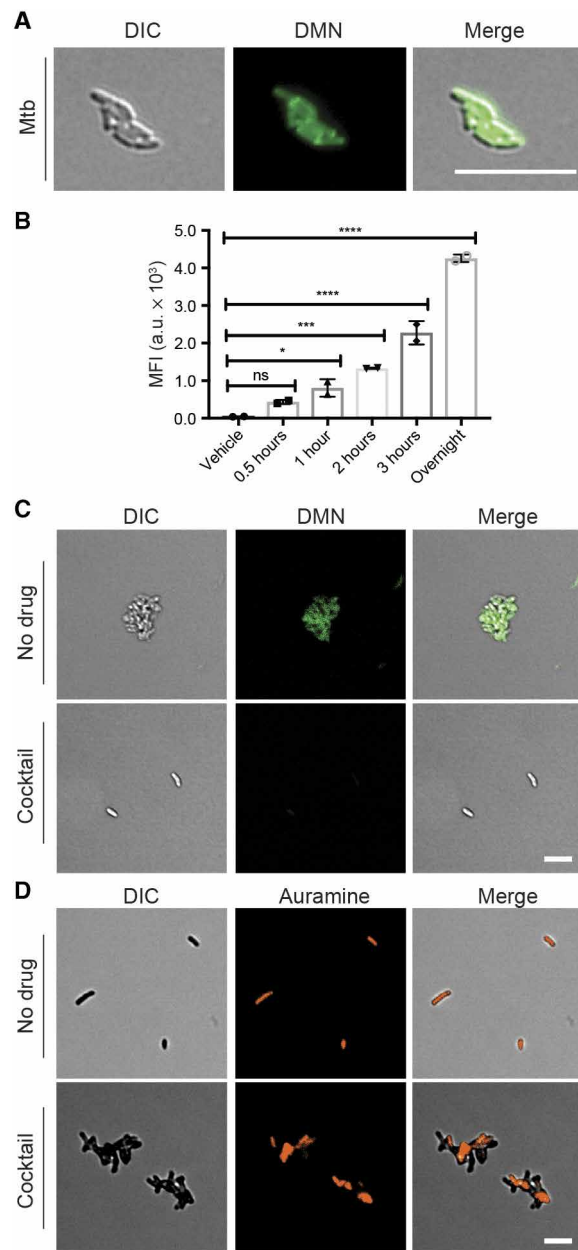 A
DIC DMN Merge
Mtb
B
MFI (a.u. × 10³)
5.0
4.0
3.0
2.0
1.0
0.0
****
****
***
*
ns
Vehicle 0.5 hours 1 hour 2 hours 3 hours Overnight
C
DIC DMN Merge
No drug
Cocktail
D
DIC Auramine Merge
No drug
Cocktail